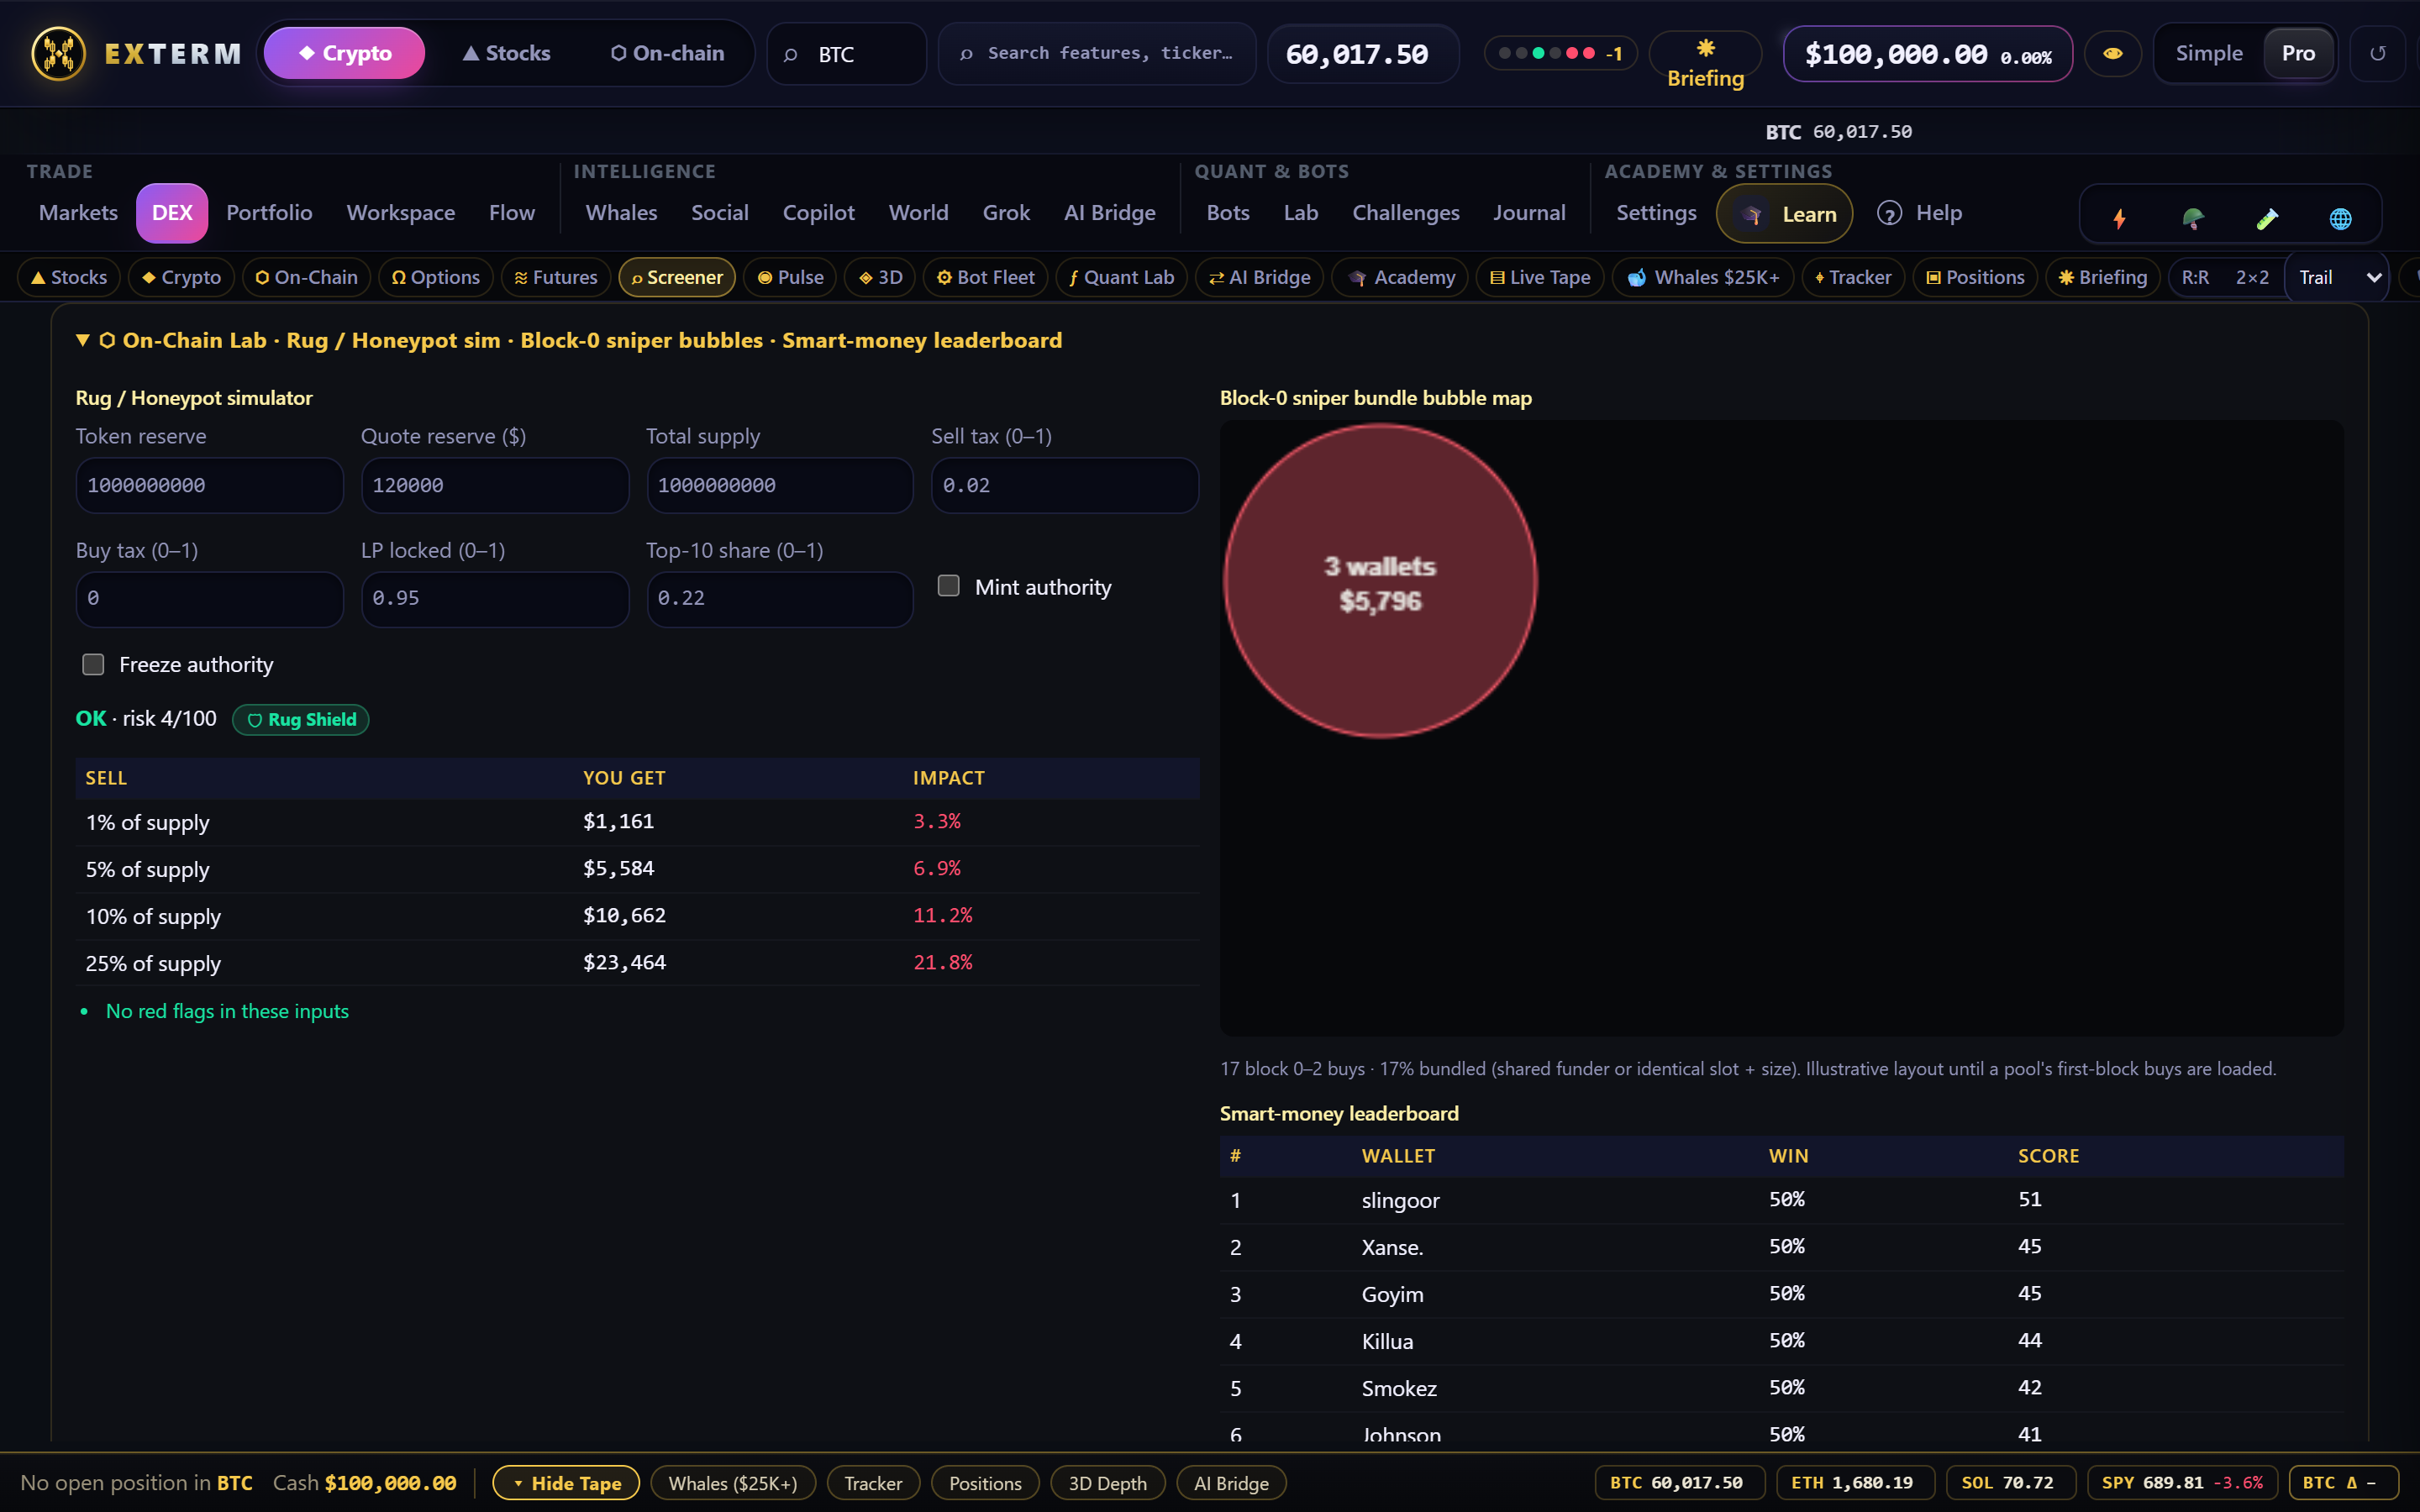 EXTERM
Crypto Stocks On-chain
BTC
Search features, ticker…
60,017.50
-1
Briefing
$100,000.00 0.00%
Simple Pro
BTC 60,017.50
TRADE
Markets DEX Portfolio Workspace Flow
INTELLIGENCE
Whales Social Copilot World Grok AI Bridge
QUANT & BOTS
Bots Lab Challenges Journal
ACADEMY & SETTINGS
Settings Learn ? Help
Stocks Crypto On-Chain Ω Options Futures Screener Pulse 3D Bot Fleet ƒ Quant Lab AI Bridge Academy Live Tape Whales $25K+ Tracker Positions Briefing R:R 2×2 Trail
On-Chain Lab · Rug / Honeypot sim · Block-0 sniper bubbles · Smart-money leaderboard
Rug / Honeypot simulator
Token reserve Quote reserve ($) Total supply Sell tax (0–1)
1000000000 120000 1000000000 0.02
Buy tax (0–1) LP locked (0–1) Top-10 share (0–1)
0 0.95 0.22 Mint authority
Freeze authority
OK · risk 4/100 Rug Shield
SELL YOU GET IMPACT
1% of supply $1,161 3.3%
5% of supply $5,584 6.9%
10% of supply $10,662 11.2%
25% of supply $23,464 21.8%
• No red flags in these inputs
Block-0 sniper bundle bubble map
3 wallets
$5,796
17 block 0–2 buys · 17% bundled (shared funder or identical slot + size). Illustrative layout until a pool's first-block buys are loaded.
Smart-money leaderboard
# WALLET WIN SCORE
1 slingoor 50% 51
2 Xanse. 50% 45
3 Goyim 50% 45
4 Killua 50% 44
5 Smokez 50% 42
6 Johnson 50% 41
No open position in BTC Cash $100,000.00
Hide Tape Whales ($25K+) Tracker Positions 3D Depth AI Bridge
BTC 60,017.50 ETH 1,680.19 SOL 70.72 SPY 689.81 -3.6% BTC Δ –